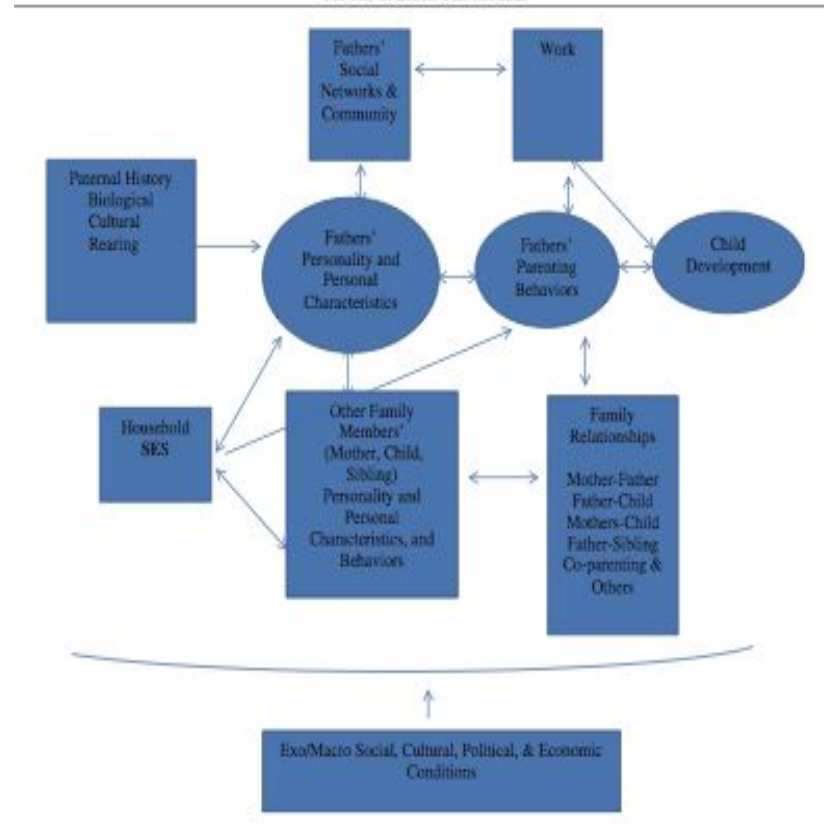 Fathers'
Social
Networks &
Community
Work
Paternal History
Biological
Cultural
Rearing
Fathers'
Personality and
Personal
Characteristics
Fathers'
Parenting
Behaviors
Child
Development
Household
SES
Other Family
Members'
(Mother, Child,
Sibling)
Personality and
Personal
Characteristics, and
Behaviors
Family
Relationships
Mother-Father
Father-Child
Mothers-Child
Father-Sibling
Co-parenting &
Others
Exo/Macro Social, Cultural, Political, & Economic
Conditions